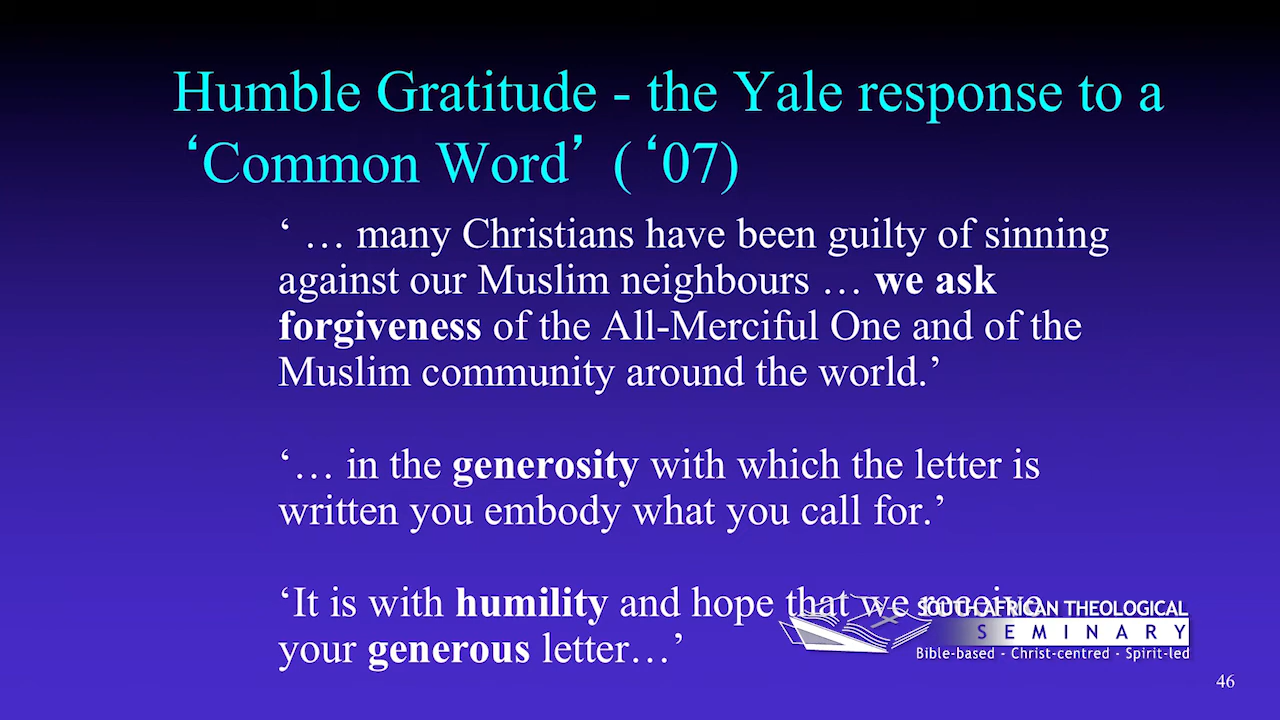 Humble Gratitude - the Yale response to a
‘Common Word’ ( ‘07)
‘ … many Christians have been guilty of sinning
against our Muslim neighbours … we ask
forgiveness of the All-Merciful One and of the
Muslim community around the world.’
‘… in the generosity with which the letter is
written you embody what you call for.’
‘It is with humility and hope that we receive
your generous letter…’
SOUTH AFRICAN THEOLOGICAL
SEMINARY
Bible-based - Christ-centred - Spirit-led
46